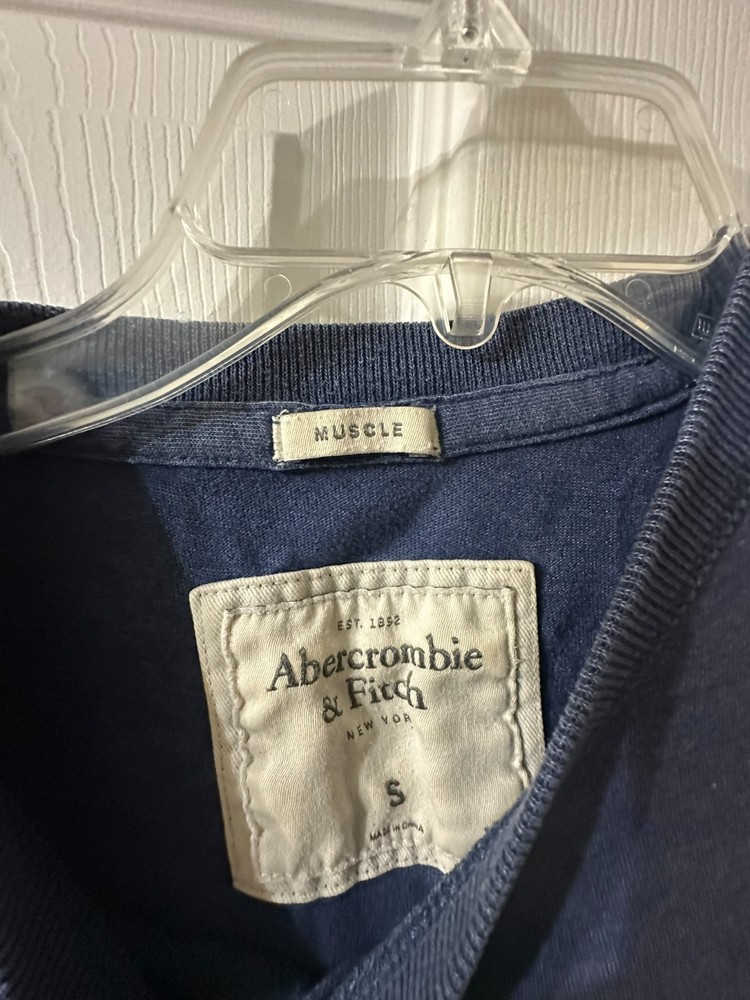 MUSCLE
EST. 1892
Abercrombie
& Fitch
NEW YOR
S
MADE IN CHINA